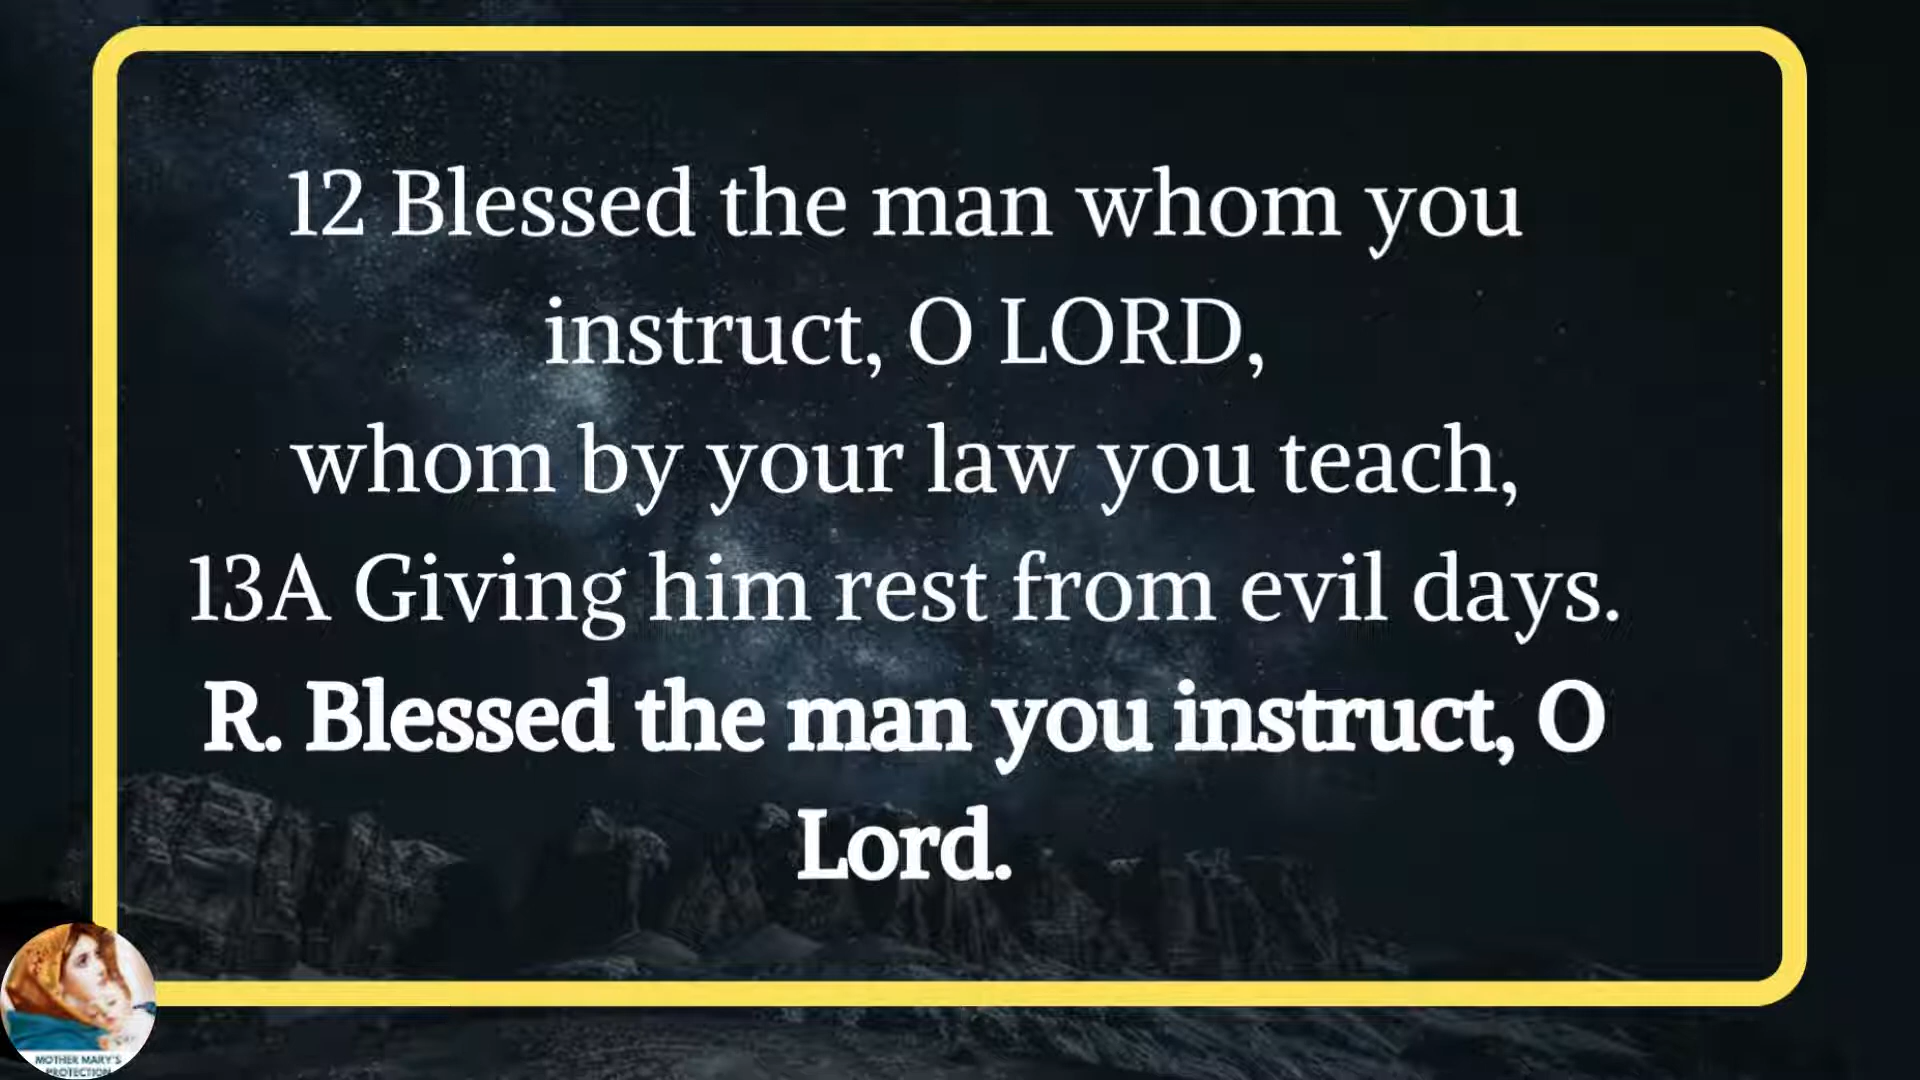 12 Blessed the man whom you
instruct, O LORD,
whom by your law you teach,
13A Giving him rest from evil days.
R. Blessed the man you instruct, O
Lord.
MOTHER MARY'S
PROTECTION